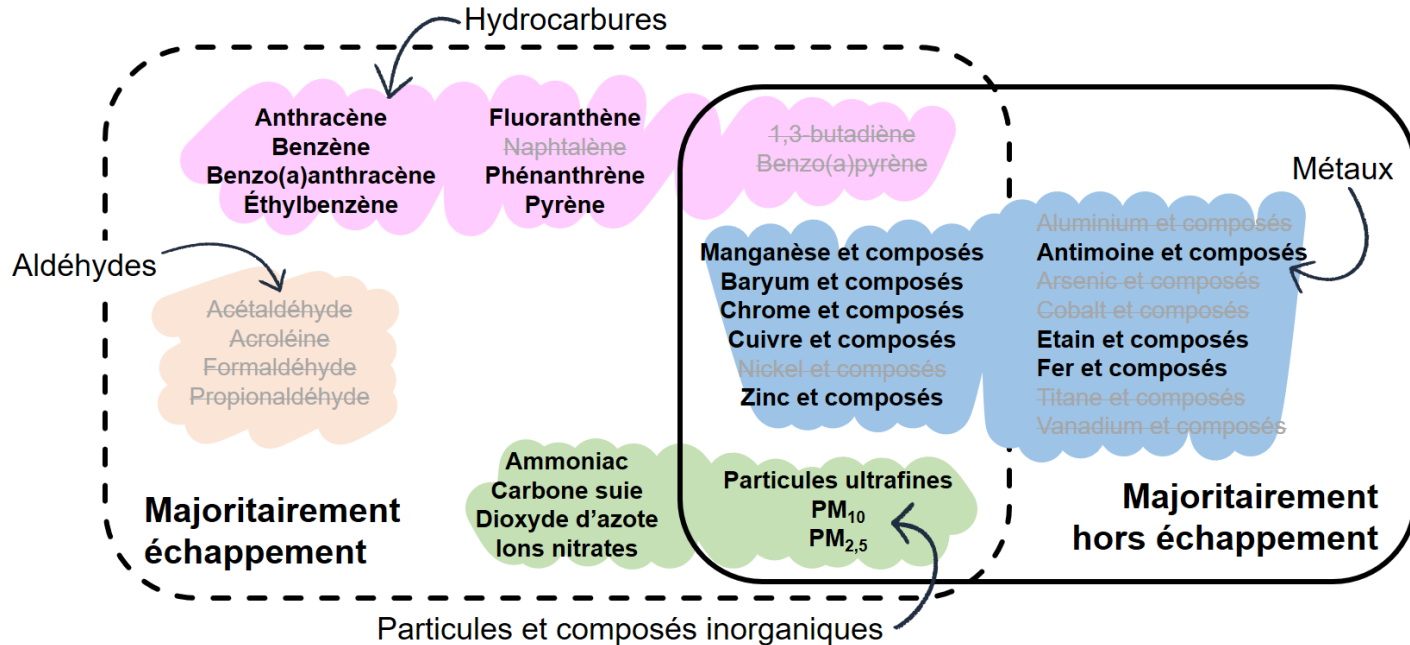 Hydrocarbures
Anthracène
Benzène
Benzo(a)anthracène
Éthylbenzène
Fluoranthène
Naphtalène
Phénanthrène
Pyrène
1,3-butadiène
Benzo(a)pyrène
Métaux
Aldéhydes
Acétaldéhyde
Acroléine
Formaldéhyde
Propionaldéhyde
Manganèse et composés
Baryum et composés
Chrome et composés
Cuivre et composés
Nickel et composés
Zinc et composés
Aluminium et composés
Antimoine et composés
Arsenic et composés
Cobalt et composés
Etain et composés
Fer et composés
Titane et composés
Vanadium et composés
Majoritairement
échappement
Ammoniac
Carbone suie
Dioxyde d'azote
Ions nitrates
Particules ultrafines
PM10
PM2,5
Majoritairement
hors échappement
Particules et composés inorganiques